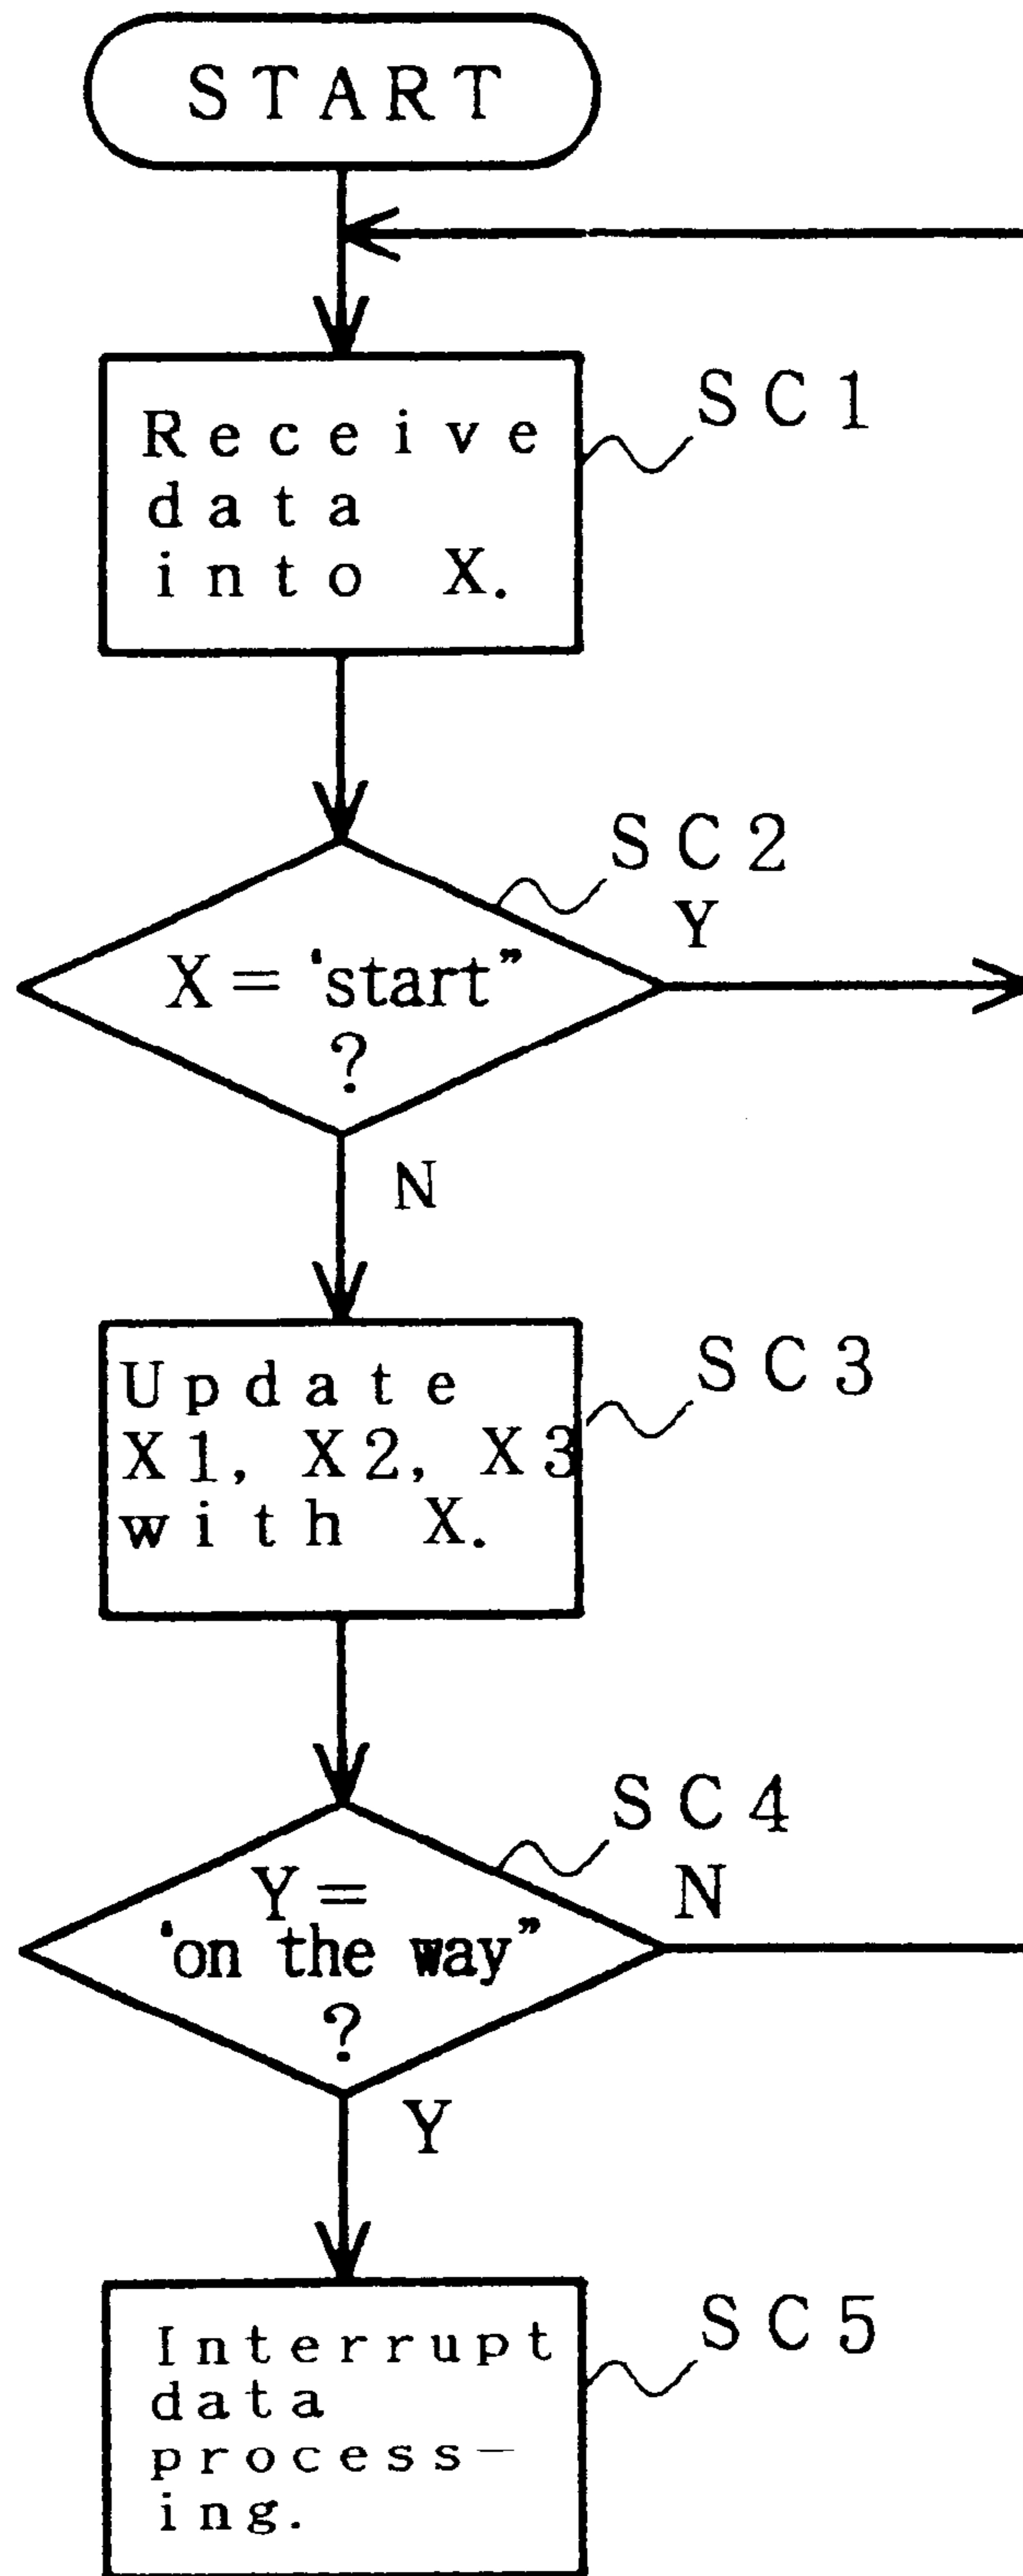 START
Receive
data
into X.
SC1
SC2
Y
X = “start”
?
N
Update
X1, X2, X3
with X.
SC3
SC4
N
Y =
“on the way”
?
Y
Interrupt
data
process-
ing.
SC5